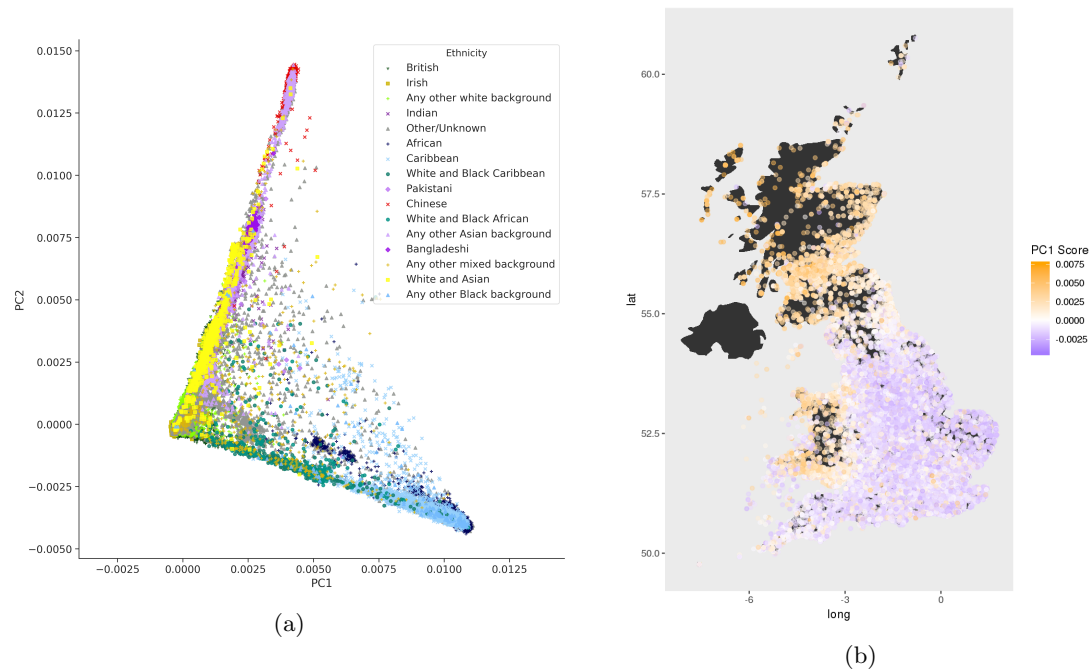 0.0150
0.0125
0.0100
0.0075
0.0050
0.0025
0.0000
−0.0025
−0.0050
PC2
−0.0025
0.0000
0.0025
0.0050
0.0075
0.0100
0.0125
PC1
Ethnicity
British
Irish
Any other white background
Indian
Other/Unknown
African
Caribbean
White and Black Caribbean
Pakistani
Chinese
White and Black African
Any other Asian background
Bangladeshi
Any other mixed background
White and Asian
Any other Black background
(a)
60.0
57.5
55.0
52.5
50.0
lat
-6
-3
0
long
PC1 Score
0.0075
0.0050
0.0025
0.0000
-0.0025
(b)